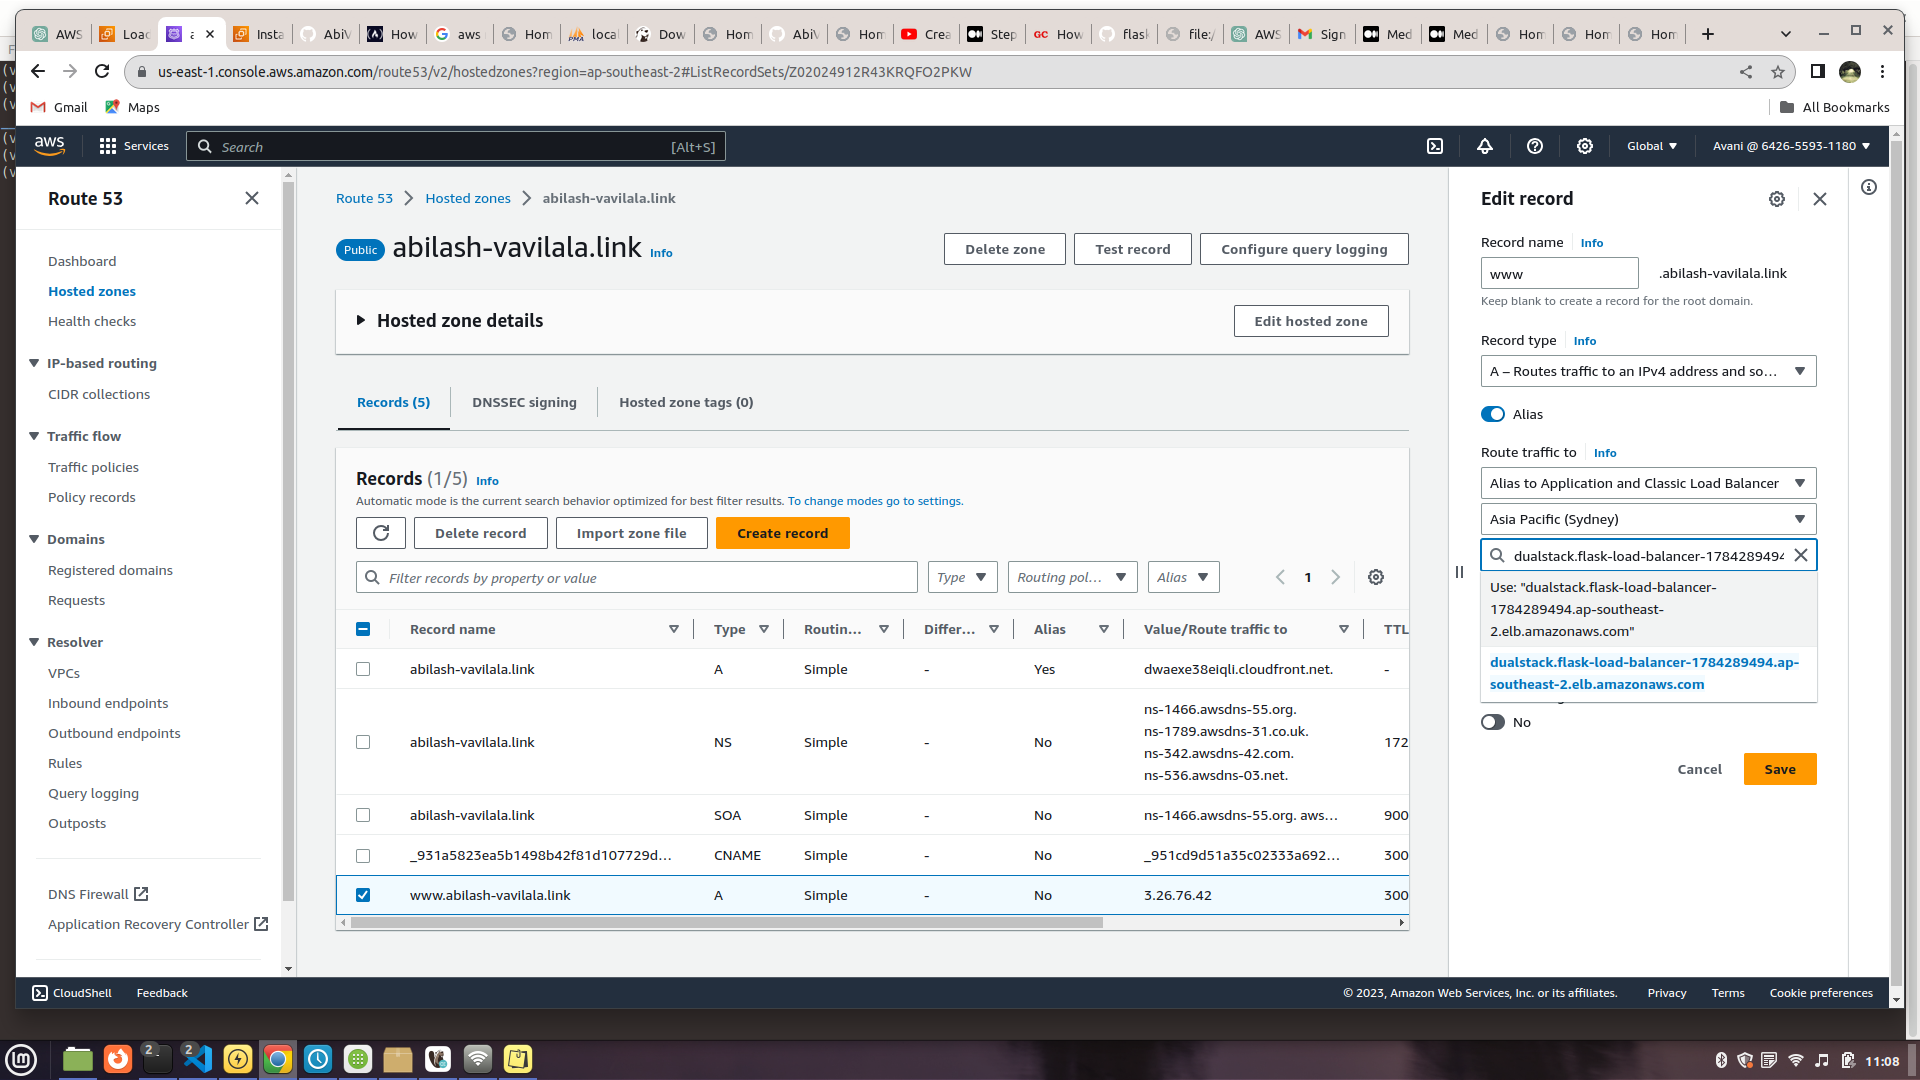 AWS
Load
a
Insta
AbiV
How
aws
Hom
local
Dow
Hom
AbiV
Hom
Crea
Step
How
flask
file:/
AWS
Sign
Med
Med
Hom
Hom
Hom
us-east-1.console.aws.amazon.com/route53/v2/hostedzones?region=ap-southeast-2#ListRecordSets/Z02024912R43KRQFO2PKW
Gmail
Maps
All Bookmarks
aws
Services
Search
[Alt+S]
Global
Avani @ 6426-5593-1180
Route 53
Dashboard
Hosted zones
Health checks
IP-based routing
CIDR collections
Traffic flow
Traffic policies
Policy records
Domains
Registered domains
Requests
Resolver
VPCs
Inbound endpoints
Outbound endpoints
Rules
Query logging
Outposts
DNS Firewall
Application Recovery Controller
Route 53
Hosted zones
abilash-vavilala.link
Public
abilash-vavilala.link
Info
Delete zone
Test record
Configure query logging
Hosted zone details
Edit hosted zone
Records (5)
DNSSEC signing
Hosted zone tags (0)
Records (1/5)
Info
Automatic mode is the current search behavior optimized for best filter results. To change modes go to settings.
Delete record
Import zone file
Create record
Filter records by property or value
Type
Routing pol...
Alias
1
Record name
Type
Routin...
Differ...
Alias
Value/Route traffic to
TTL
abilash-vavilala.link
A
Simple
-
Yes
dwaexe38eiqli.cloudfront.net.
-
abilash-vavilala.link
NS
Simple
-
No
ns-1466.awsdns-55.org.
ns-1789.awsdns-31.co.uk.
ns-342.awsdns-42.com.
ns-536.awsdns-03.net.
172
abilash-vavilala.link
SOA
Simple
-
No
ns-1466.awsdns-55.org. aws...
900
_931a5823ea5b1498b42f81d107729d...
CNAME
Simple
-
No
_951cd9d51a35c02333a692...
300
www.abilash-vavilala.link
A
Simple
-
No
3.26.76.42
300
Edit record
Record name
Info
www
.abilash-vavilala.link
Keep blank to create a record for the root domain.
Record type
Info
A – Routes traffic to an IPv4 address and so...
Alias
Route traffic to
Info
Alias to Application and Classic Load Balancer
Asia Pacific (Sydney)
dualstack.flask-load-balancer-1784289494
Use: "dualstack.flask-load-balancer-
1784289494.ap-southeast-
2.elb.amazonaws.com"
dualstack.flask-load-balancer-1784289494.ap-
southeast-2.elb.amazonaws.com
No
Cancel
Save
CloudShell
Feedback
© 2023, Amazon Web Services, Inc. or its affiliates.
Privacy
Terms
Cookie preferences
2
2
11:08